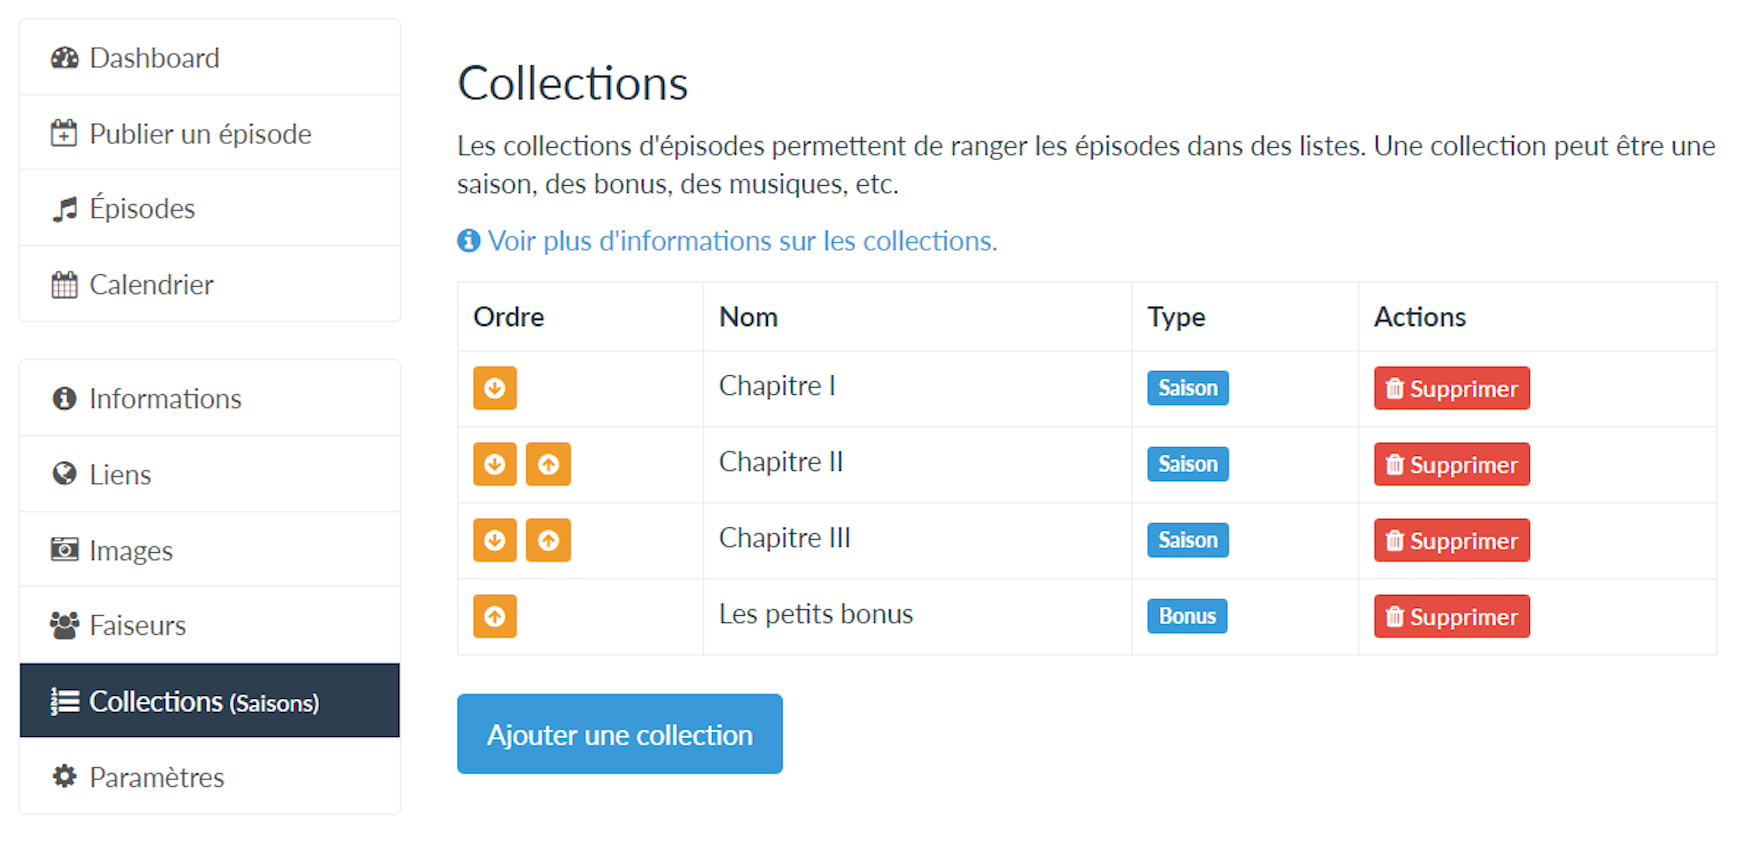 Dashboard
Publier un épisode
Épisodes
Calendrier
Informations
Liens
Images
Faiseurs
Collections (Saisons)
Paramètres
Collections
Les collections d'épisodes permettent de ranger les épisodes dans des listes. Une collection peut être une
saison, des bonus, des musiques, etc.
Voir plus d'informations sur les collections.
Ordre Nom Type Actions
Chapitre I Saison Supprimer
Chapitre II Saison Supprimer
Chapitre III Saison Supprimer
Les petits bonus Bonus Supprimer
Ajouter une collection